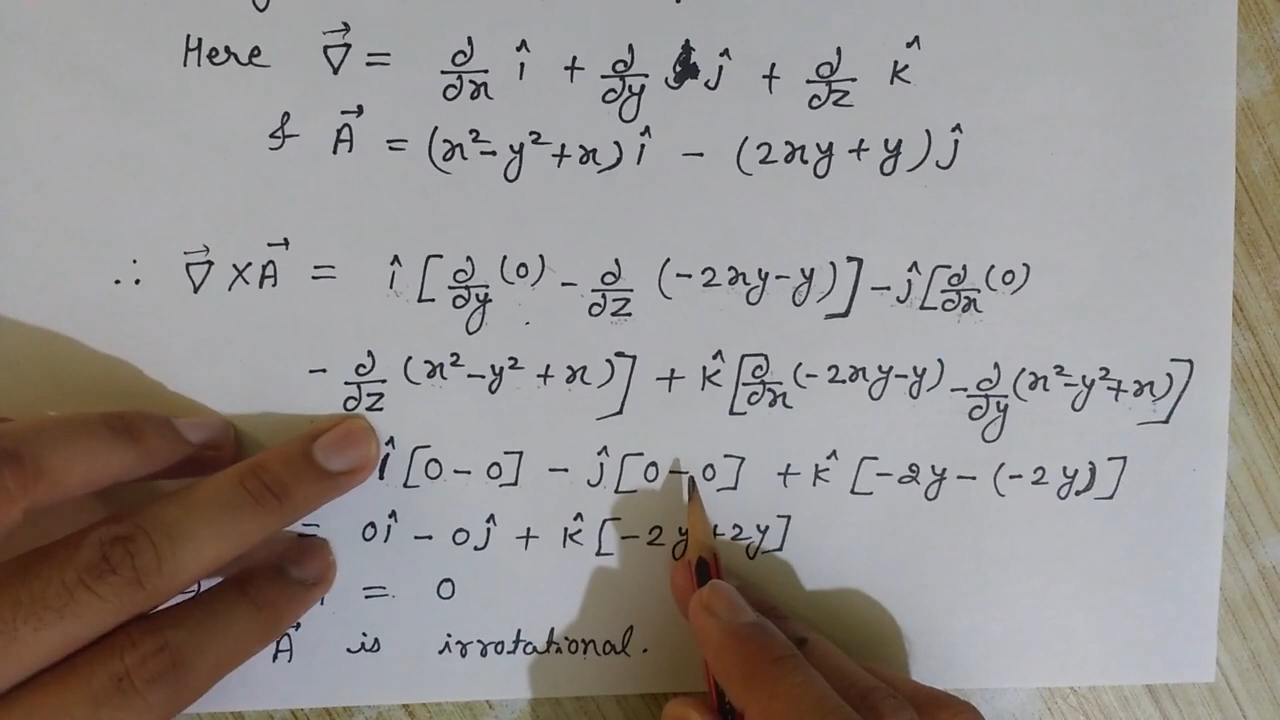 Here ∇⃗ = ∂/∂x î + ∂/∂y ĵ + ∂/∂z k̂
& A⃗ = (x²-y²+x)î - (2xy+y)ĵ
∴ ∇⃗ X A⃗ = î[∂/∂y (0) - ∂/∂z (-2xy-y)] - ĵ[∂/∂x (0)
- ∂/∂z (x²-y²+x)] + k̂[∂/∂x (-2xy-y) - ∂/∂y (x²-y²+x)]
î[0-0] - ĵ[0-0] + k̂[-2y-(-2y)]
= 0î - 0ĵ + k̂[-2y+2y]
= 0
A⃗ is irrotational.